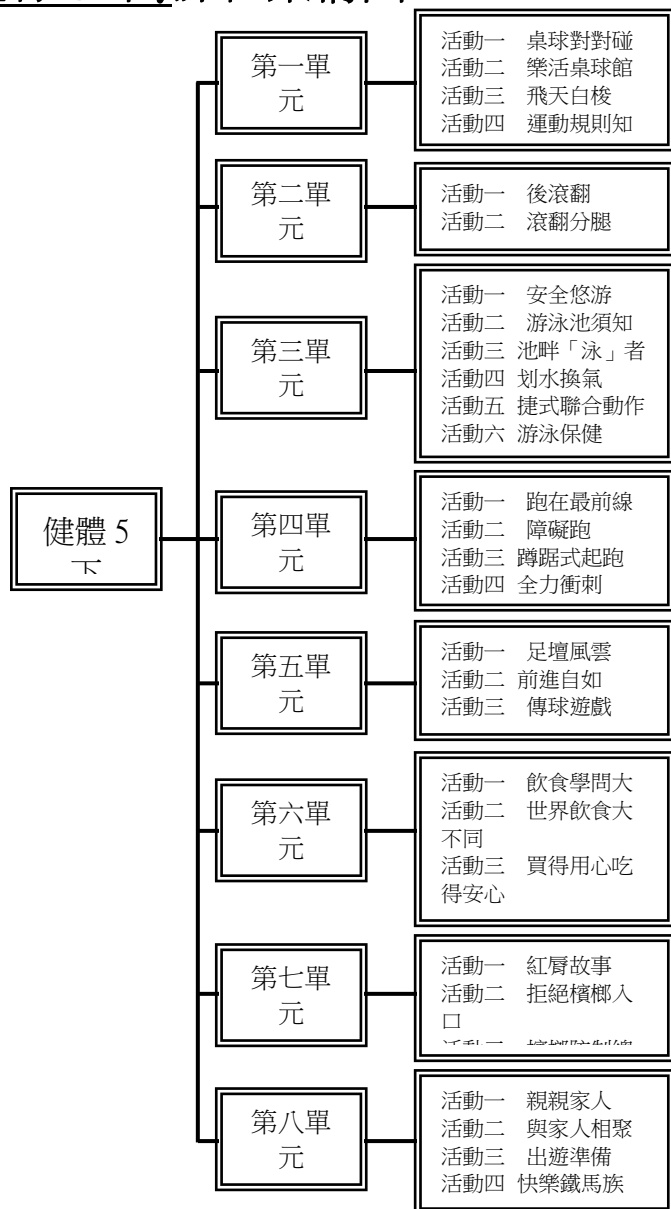 第一單
元
活動一　桌球對對碰
活動二　樂活桌球館
活動三　飛天白梭
活動四　運動規則知
第二單
元
活動一　後滾翻
活動二　滾翻分腿
第三單
元
活動一　安全悠游
活動二　游泳池須知
活動三 池畔「泳」者
活動四 划水換氣
活動五 捷式聯合動作
活動六 游泳保健
健體 5
下
第四單
元
活動一　跑在最前線
活動二　障礙跑
活動三 蹲踞式起跑
活動四 全力衝刺
第五單
元
活動一　足壇風雲
活動二 前進自如
活動三　傳球遊戲
第六單
元
活動一　飲食學問大
活動二　世界飲食大
不同
活動三　買得用心吃
得安心
第七單
元
活動一　紅脣故事
活動二　拒絕檳榔入
口
第八單
元
活動一　親親家人
活動二　與家人相聚
活動三　出遊準備
活動四 快樂鐵馬族